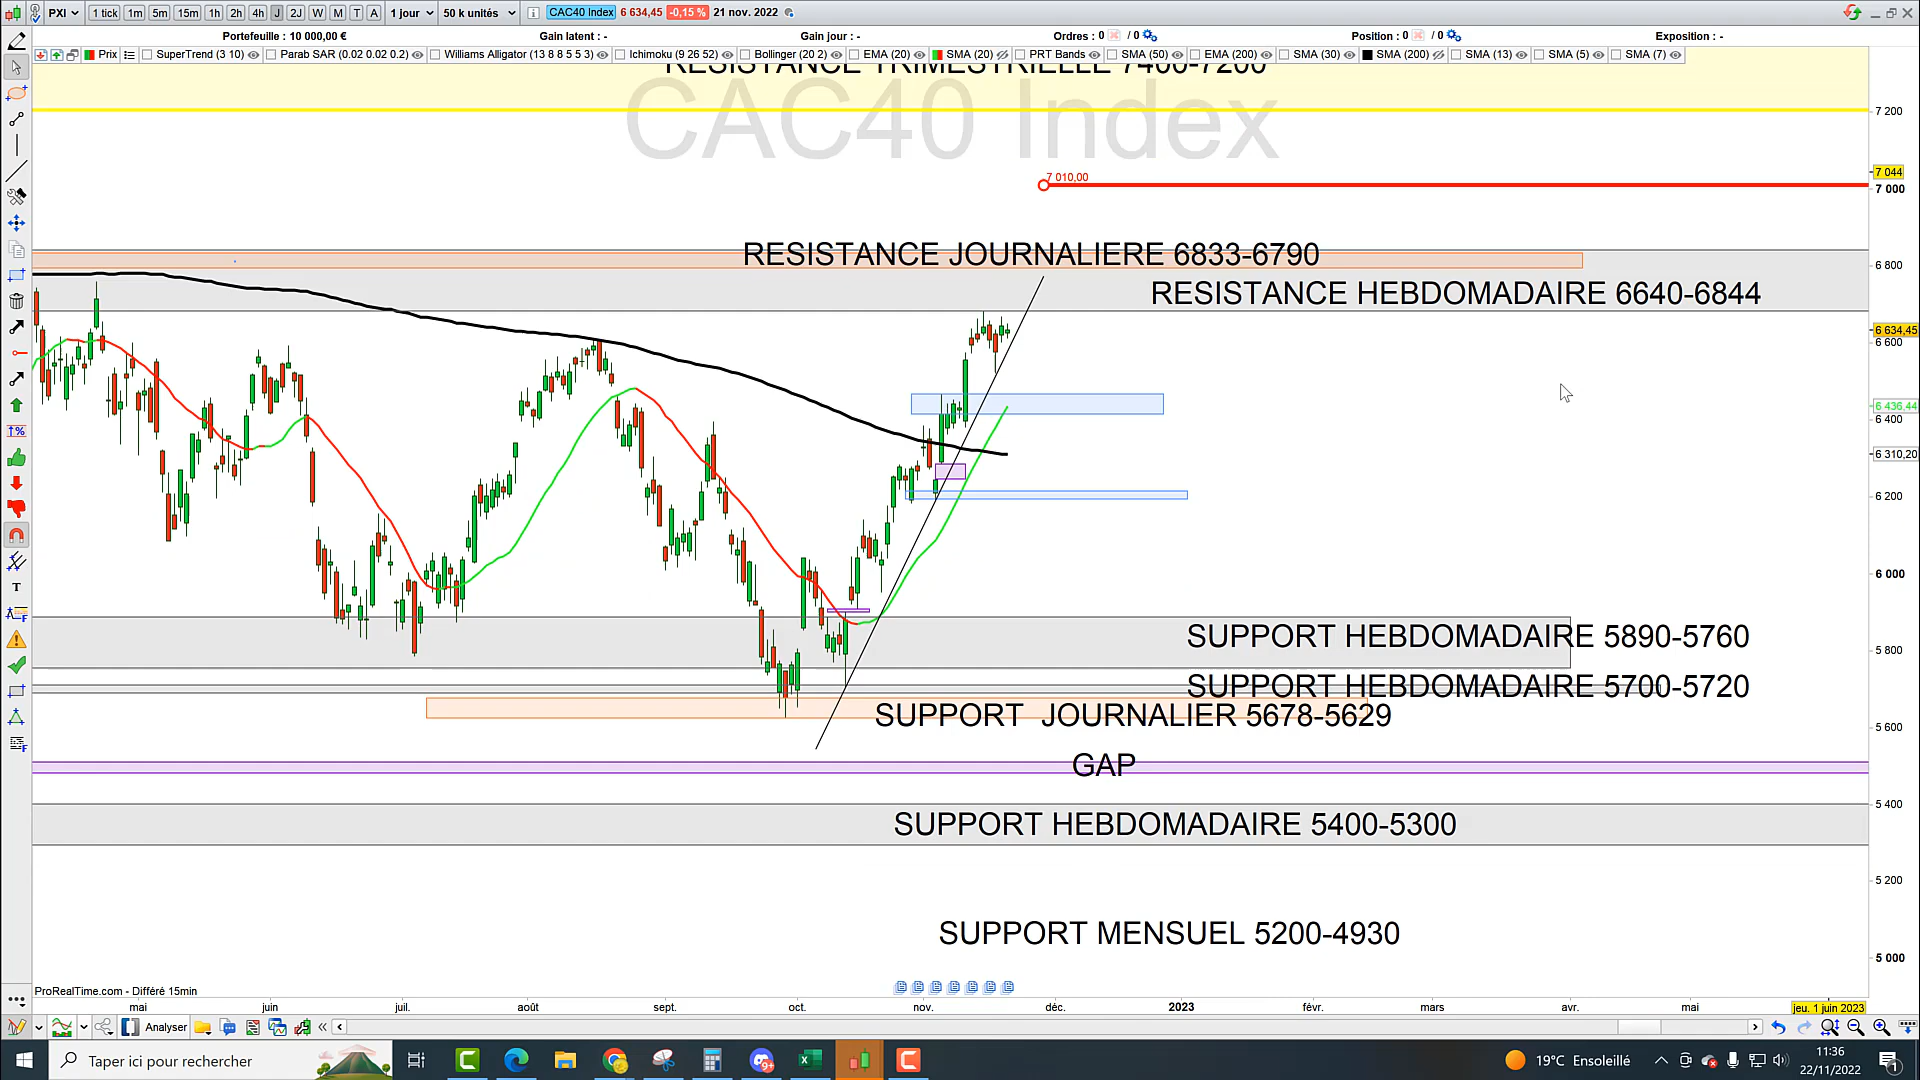 PXI 1 tick 1m 5m 15m 1h 2h 4h J 2J W M T A 1 jour 50 k unités CAC40 Index 6 634,45 -0,15 % 21 nov. 2022
Portefeuille : 10 000,00 € Gain latent : - Gain jour : - Ordres : 0 / 0 Position : 0 / 0 Exposition : -
Prix SuperTrend (3 10) Parab SAR (0.02 0.02 0.2) Williams Alligator (13 8 8 5 5 3) Ichimoku (9 26 52) Bollinger (20 2) EMA (20) SMA (20) PRT Bands SMA (50) EMA (200) SMA (30) SMA (200) SMA (13) SMA (5) SMA (7)
RESISTANCE TRIMESTRIELLE 7400-7200
CAC40 Index
7 200
7 010,00
7 044
7 000
RESISTANCE JOURNALIERE 6833-6790
6 800
RESISTANCE HEBDOMADAIRE 6640-6844
6 634,45
6 600
6 436,44
6 400
6 310,20
6 200
6 000
SUPPORT HEBDOMADAIRE 5890-5760
5 800
SUPPORT HEBDOMADAIRE 5700-5720
SUPPORT JOURNALIER 5678-5629
5 600
GAP
5 400
SUPPORT HEBDOMADAIRE 5400-5300
5 200
SUPPORT MENSUEL 5200-4930
5 000
ProRealTime.com - Différé 15min
mai juin juil. août sept. oct. nov. déc. 2023 févr. mars avr. mai jeu. 1 juin 2023
Analyser
Taper ici pour rechercher
19°C Ensoleillé
11:36
22/11/2022